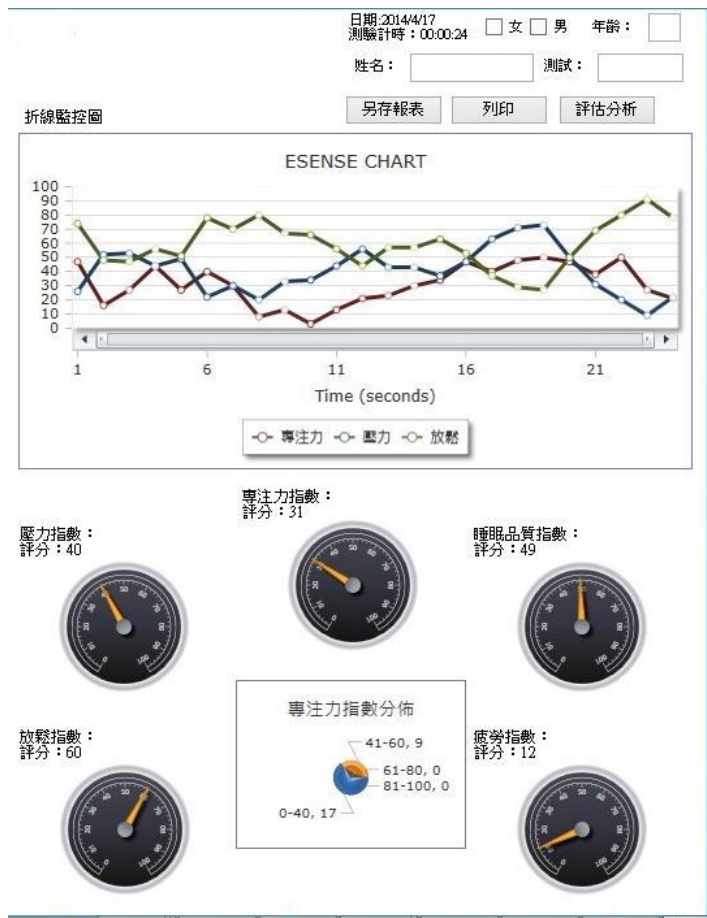 日期:2014/4/17
測驗計時：00:00:24
女 男 年齡：
姓名： 測試：
另存報表 列印 評估分析
折線監控圖
ESENSE CHART
100
90
80
70
60
50
40
30
20
10
0
1 6 11 16 21
Time (seconds)
專注力 壓力 放鬆
專注力指數：
評分：31
壓力指數：
評分：40
睡眠品質指數：
評分：49
專注力指數分佈
41-60, 9
61-80, 0
81-100, 0
0-40, 17
放鬆指數：
評分：60
疲勞指數：
評分：12